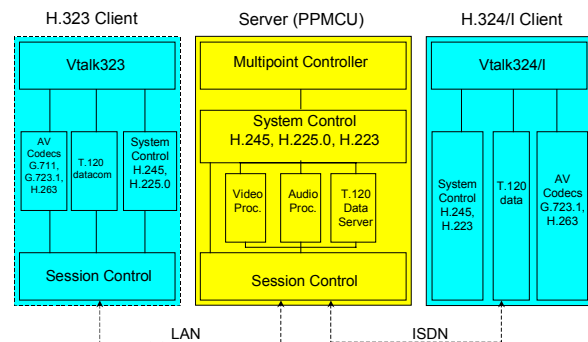 H.323 Client
Server (PPMCU)
H.324/I Client
Vtalk323
Multipoint Controller
Vtalk324/I
AV
Codecs
G.711,
G.723.1,
H.263
T.120
datacom
System
Control
H.245,
H.225.0
System Control
H.245, H.225.0, H.223
Video
Proc.
Audio
Proc.
T.120
Data
Server
System
Control
H.245,
H.223
T.120
data
AV
Codecs
G.723.1,
H.263
Session Control
Session Control
LAN
ISDN